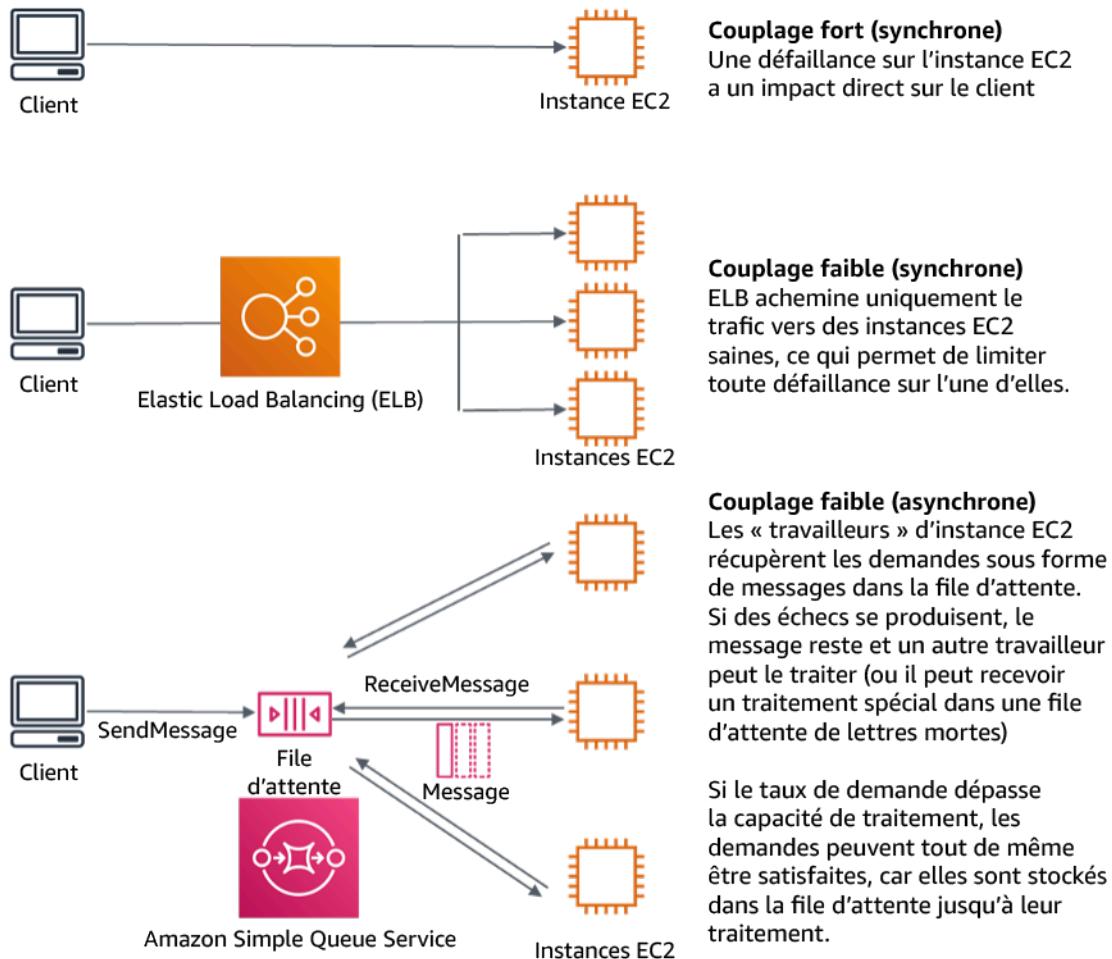 Client
Instance EC2
Couplage fort (synchrone)
Une défaillance sur l'instance EC2
a un impact direct sur le client
Client
Elastic Load Balancing (ELB)
Instances EC2
Couplage faible (synchrone)
ELB achemine uniquement le
trafic vers des instances EC2
saines, ce qui permet de limiter
toute défaillance sur l'une d'elles.
Client
SendMessage
File
d'attente
ReceiveMessage
Message
Amazon Simple Queue Service
Instances EC2
Couplage faible (asynchrone)
Les « travailleurs » d'instance EC2
récupèrent les demandes sous forme
de messages dans la file d'attente.
Si des échecs se produisent, le
message reste et un autre travailleur
peut le traiter (ou il peut recevoir
un traitement spécial dans une file
d'attente de lettres mortes)
Si le taux de demande dépasse
la capacité de traitement, les
demandes peuvent tout de même
être satisfaites, car elles sont stockés
dans la file d'attente jusqu'à leur
traitement.